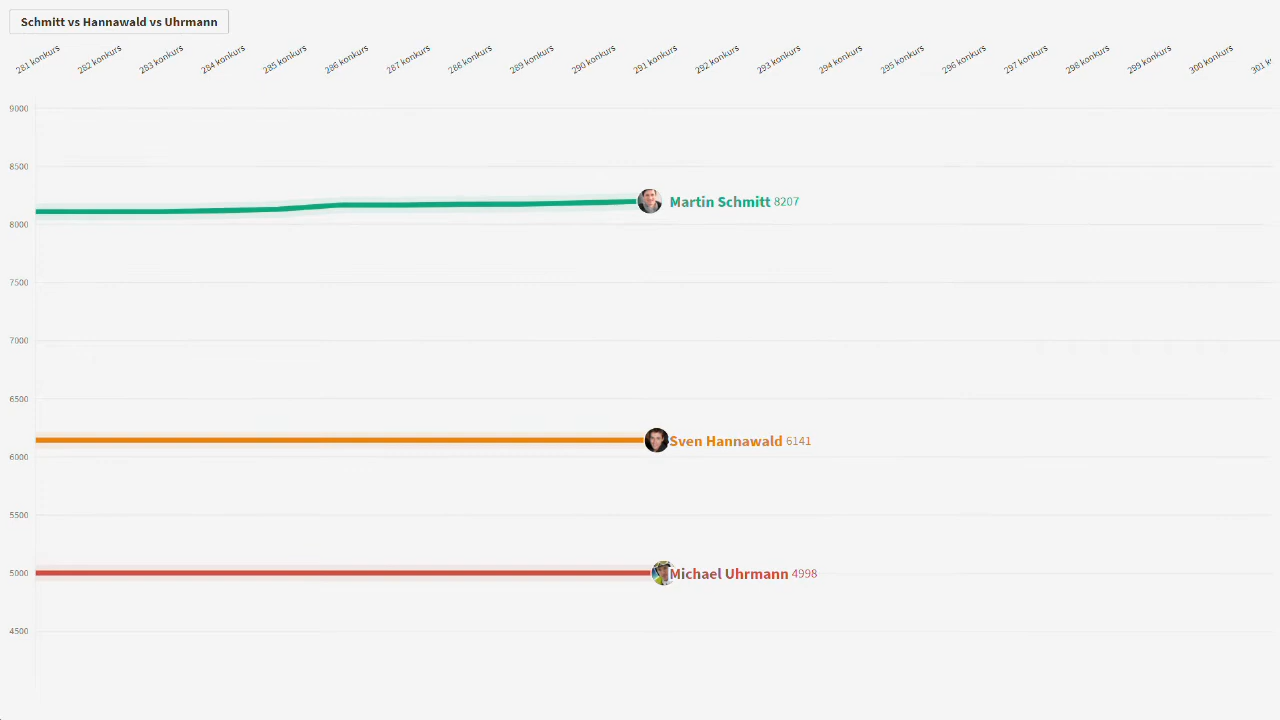 Schmitt vs Hannawald vs Uhrmann
281 konkurs 282 konkurs 283 konkurs 284 konkurs 285 konkurs 286 konkurs 287 konkurs 288 konkurs 289 konkurs 290 konkurs 291 konkurs 292 konkurs 293 konkurs 294 konkurs 295 konkurs 296 konkurs 297 konkurs 298 konkurs 299 konkurs 300 konkurs 301 k
9000
8500
Martin Schmitt 8207
8000
7500
7000
6500
Sven Hannawald 6141
6000
5500
5000
Michael Uhrmann 4998
4500